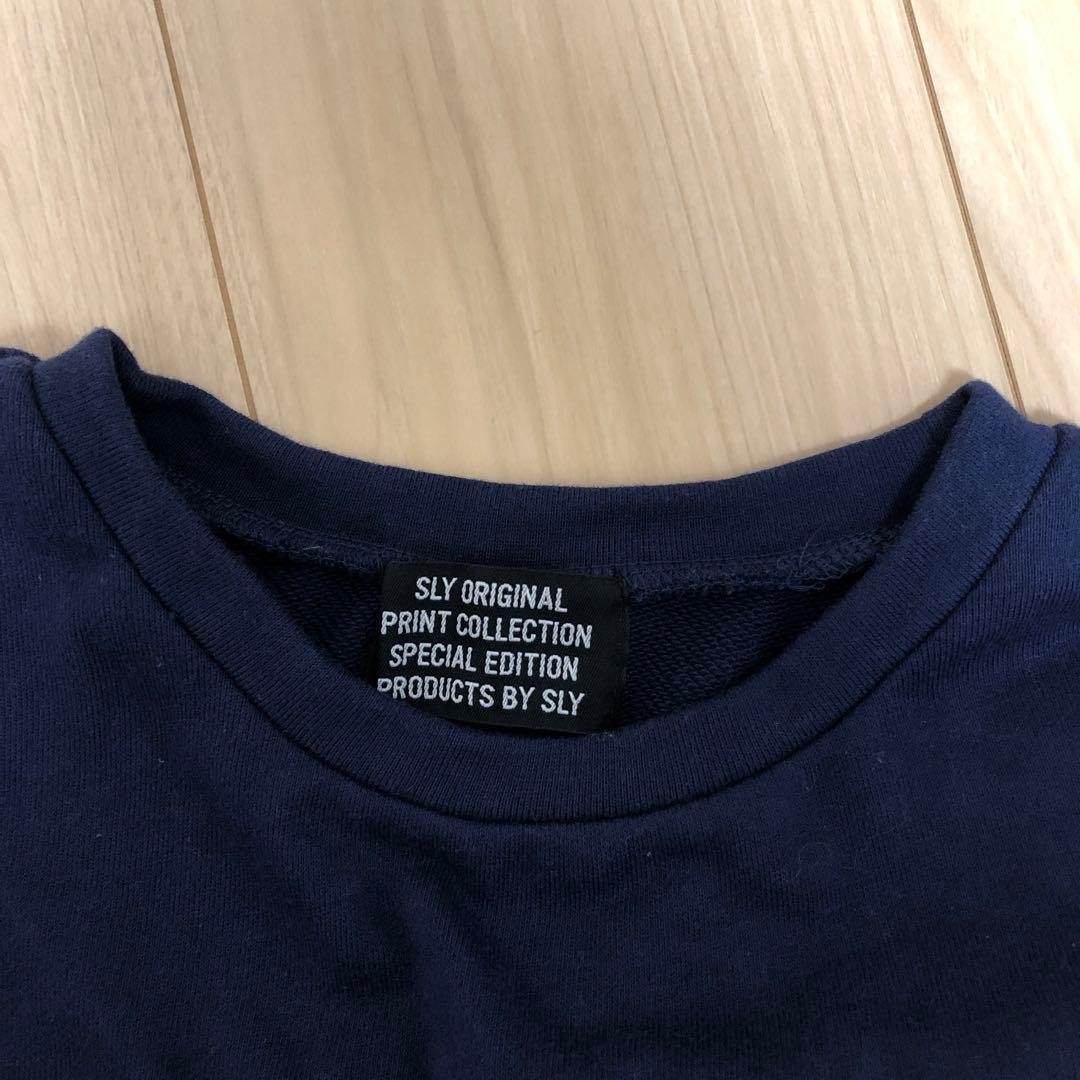 SLY ORIGINAL
PRINT COLLECTION
SPECIAL EDITION
PRODUCTS BY SLY